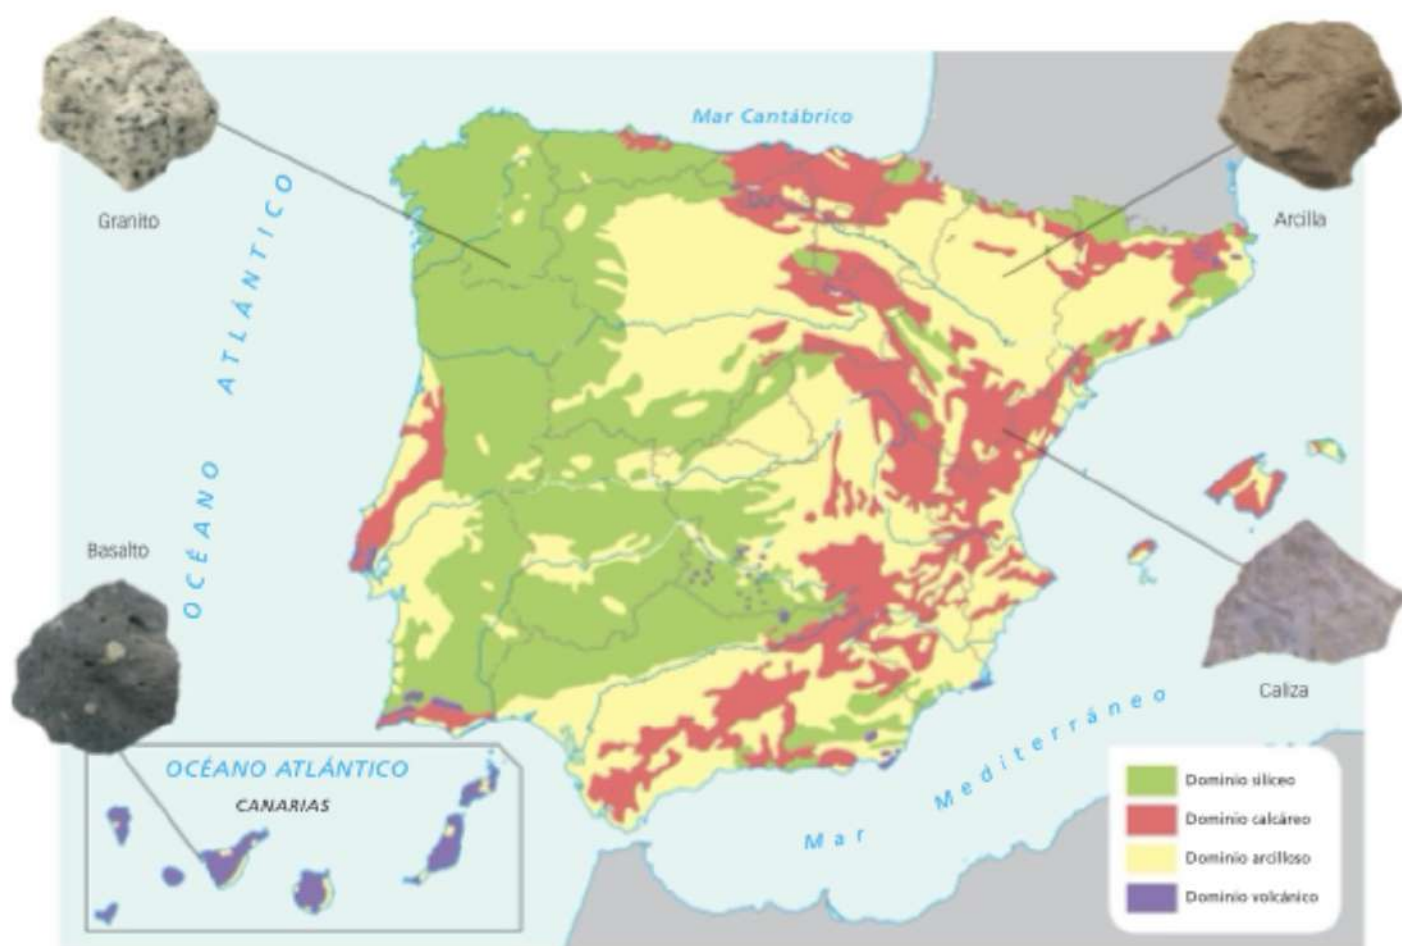 Mar Cantábrico
Granito
Arcilla
OCÉANO ATLÁNTICO
Basalto
Caliza
Mar Mediterráneo
OCÉANO ATLÁNTICO
CANARIAS
Dominio silíceo
Dominio calcáreo
Dominio arcilloso
Dominio volcánico